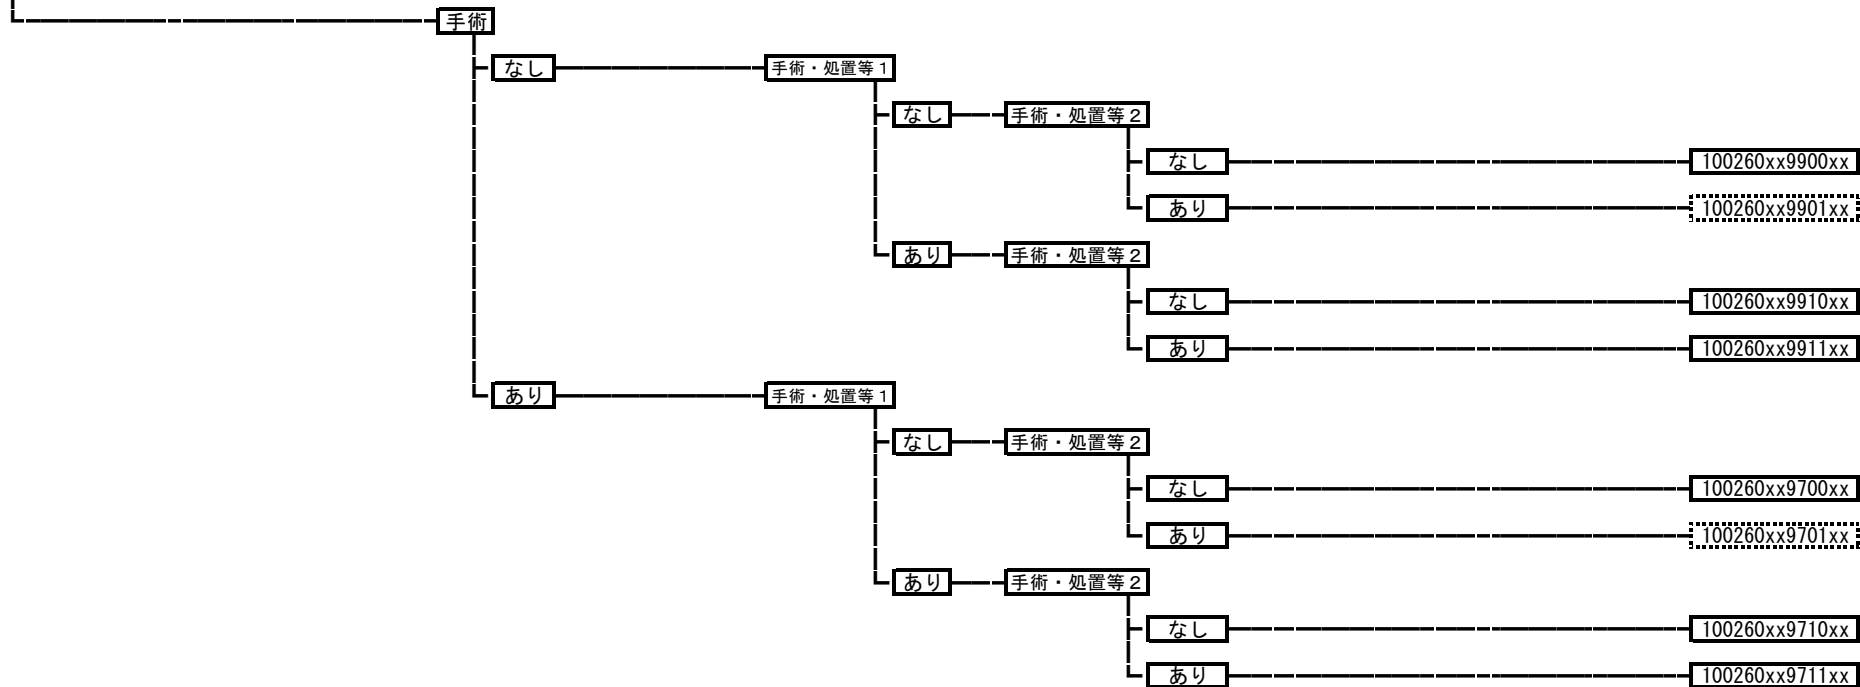 手術
なし 手術・処置等1
なし 手術・処置等2
なし 100260xx9900xx
あり 100260xx9901xx
あり 手術・処置等2
なし 100260xx9910xx
あり 100260xx9911xx
あり 手術・処置等1
なし 手術・処置等2
なし 100260xx9700xx
あり 100260xx9701xx
あり 手術・処置等2
なし 100260xx9710xx
あり 100260xx9711xx